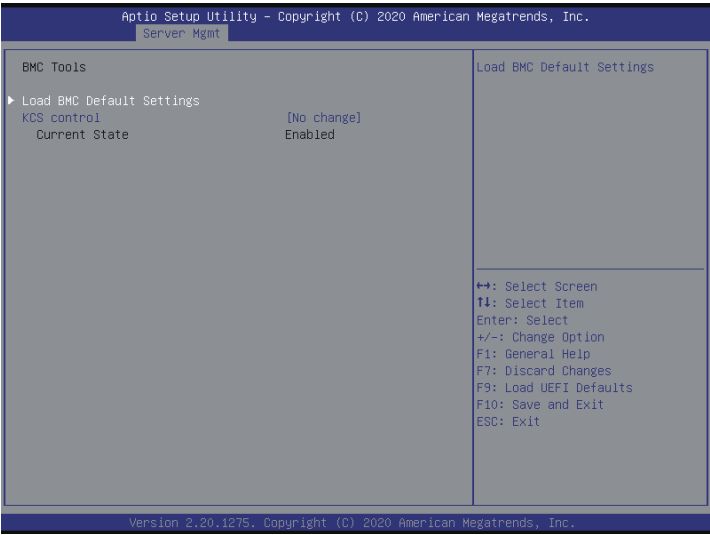 Aptio Setup Utility – Copyright (C) 2020 American Megatrends, Inc.
Server Mgmt
BMC Tools
Load BMC Default Settings
KCS control [No change]
Current State Enabled
Load BMC Default Settings
↔: Select Screen
↑↓: Select Item
Enter: Select
+/-: Change Option
F1: General Help
F7: Discard Changes
F9: Load UEFI Defaults
F10: Save and Exit
ESC: Exit
Version 2.20.1275. Copyright (C) 2020 American Megatrends, Inc.